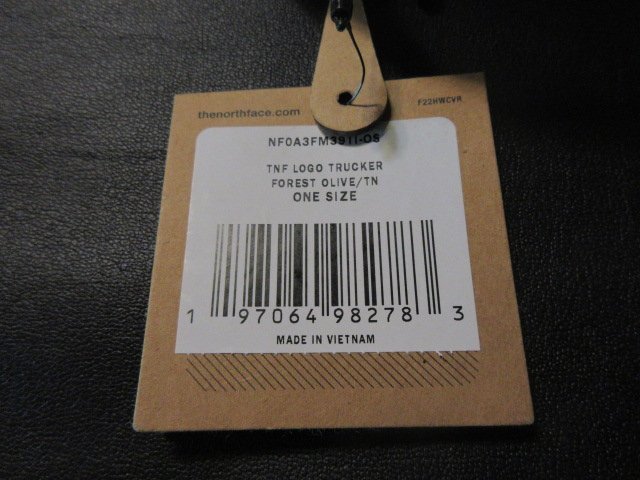 thenorthface.com
F22HWCVR
NF0A3FM39II-OS
TNF LOGO TRUCKER
FOREST OLIVE/TN
ONE SIZE
1 97064 98278 3
MADE IN VIETNAM